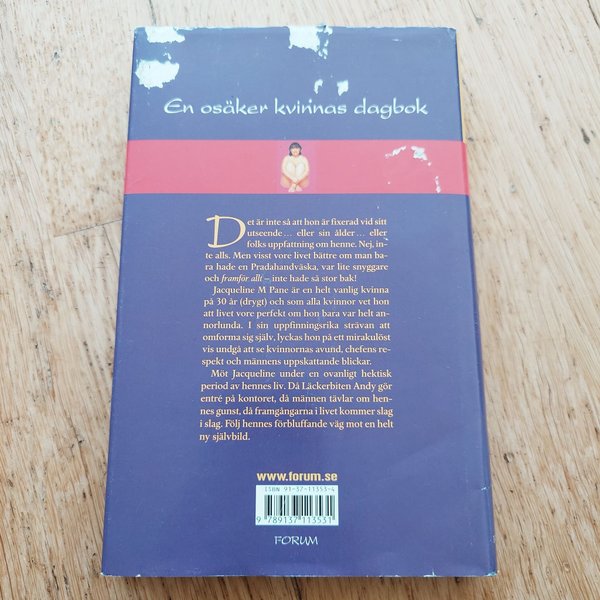 En osäker kvinnas dagbok
Det är inte så att hon är fixerad vid sitt
utseende... eller sin ålder... eller
folks uppfattning om henne. Nej, in-
te alls. Men visst vore livet bättre om man ba-
ra hade en Pradahandväska, var lite snyggare
och framför allt – inte hade så stor bak!
Jacqueline M Pane är en helt vanlig kvinna
på 30 år (drygt) och som alla kvinnor vet hon
att livet vore perfekt om hon bara var helt an-
norlunda. I sin uppfinningsrika strävan att
omforma sig själv, lyckas hon på ett mirakulöst
vis undgå att se kvinnornas avund, chefens res-
pekt och männens uppskattande blickar.
Möt Jacqueline under en ovanligt hektisk
period av hennes liv. Då Läckerbiten Andy gör
entré på kontoret, då männen tävlar om hen-
nes gunst, då framgångarna i livet kommer slag
i slag. Följ hennes förbluffande väg mot en helt
ny självbild.
www.forum.se
ISBN 91-37-11353-4
9 789137 113531
FORUM